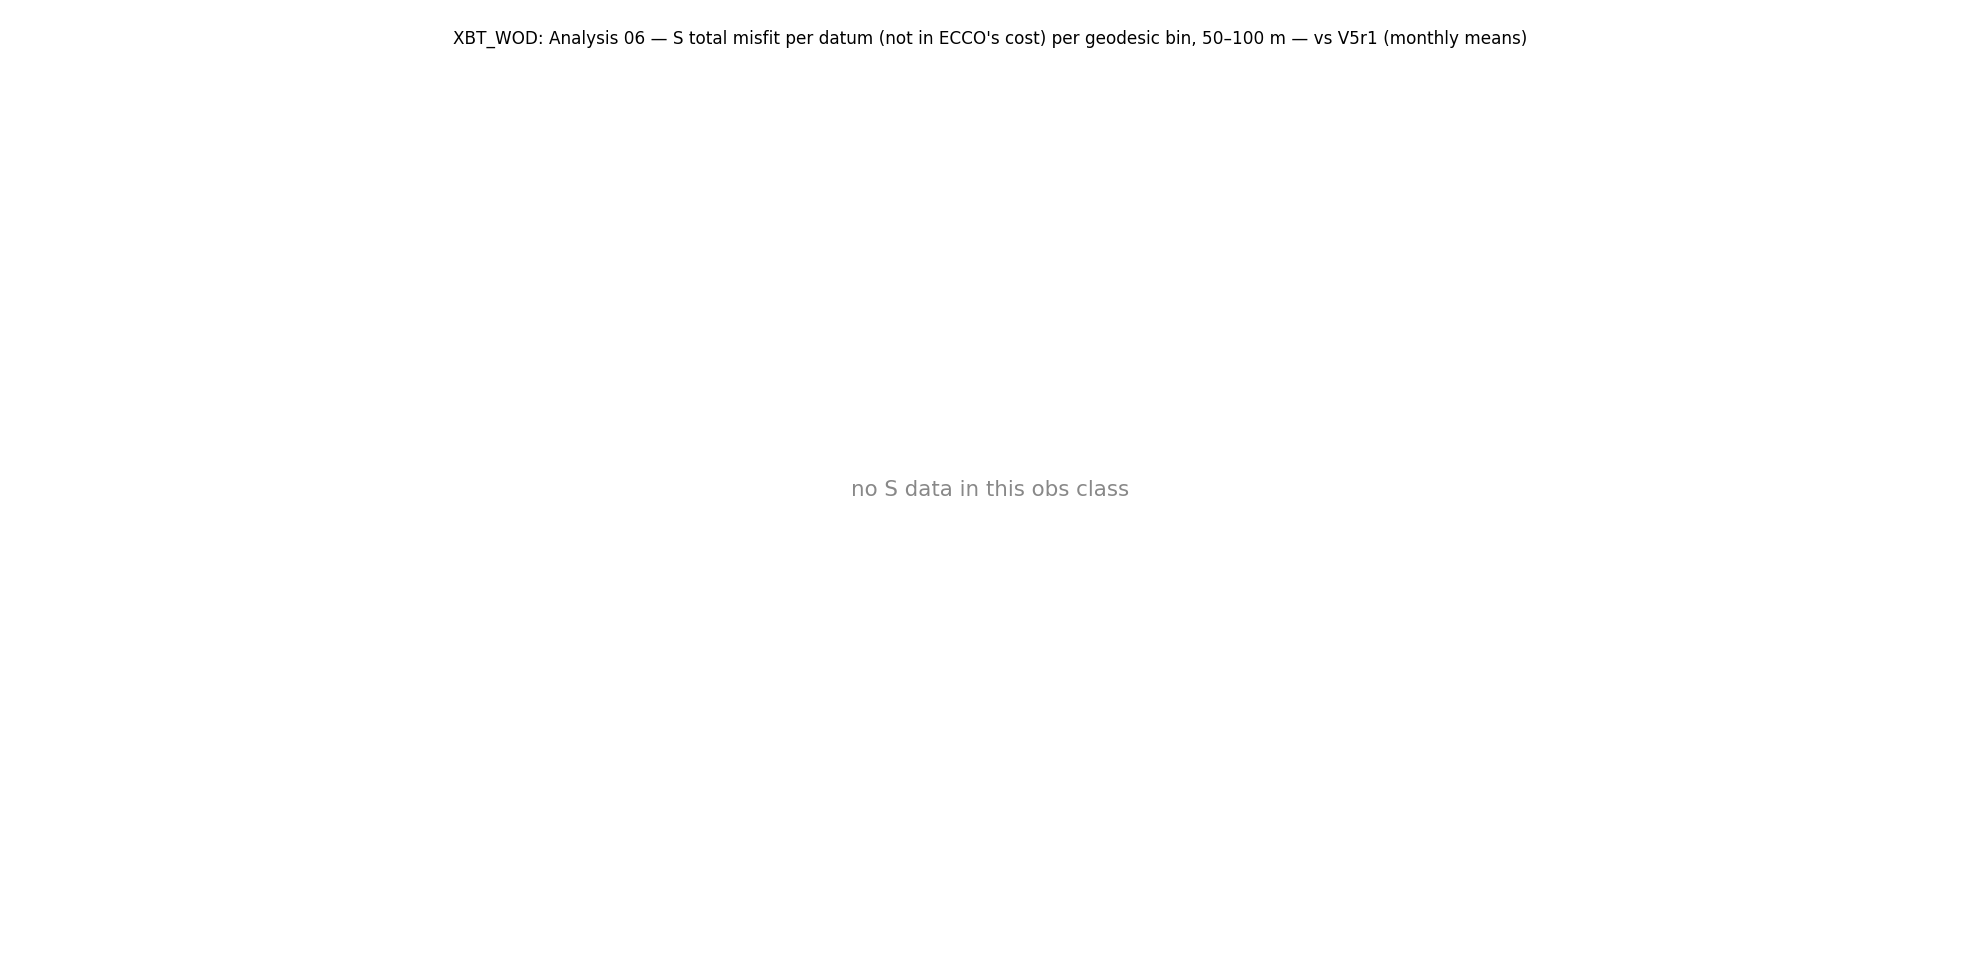 XBT_WOD: Analysis 06 — S total misfit per datum (not in ECCO's cost) per geodesic bin, 50–100 m — vs V5r1 (monthly means)
no S data in this obs class